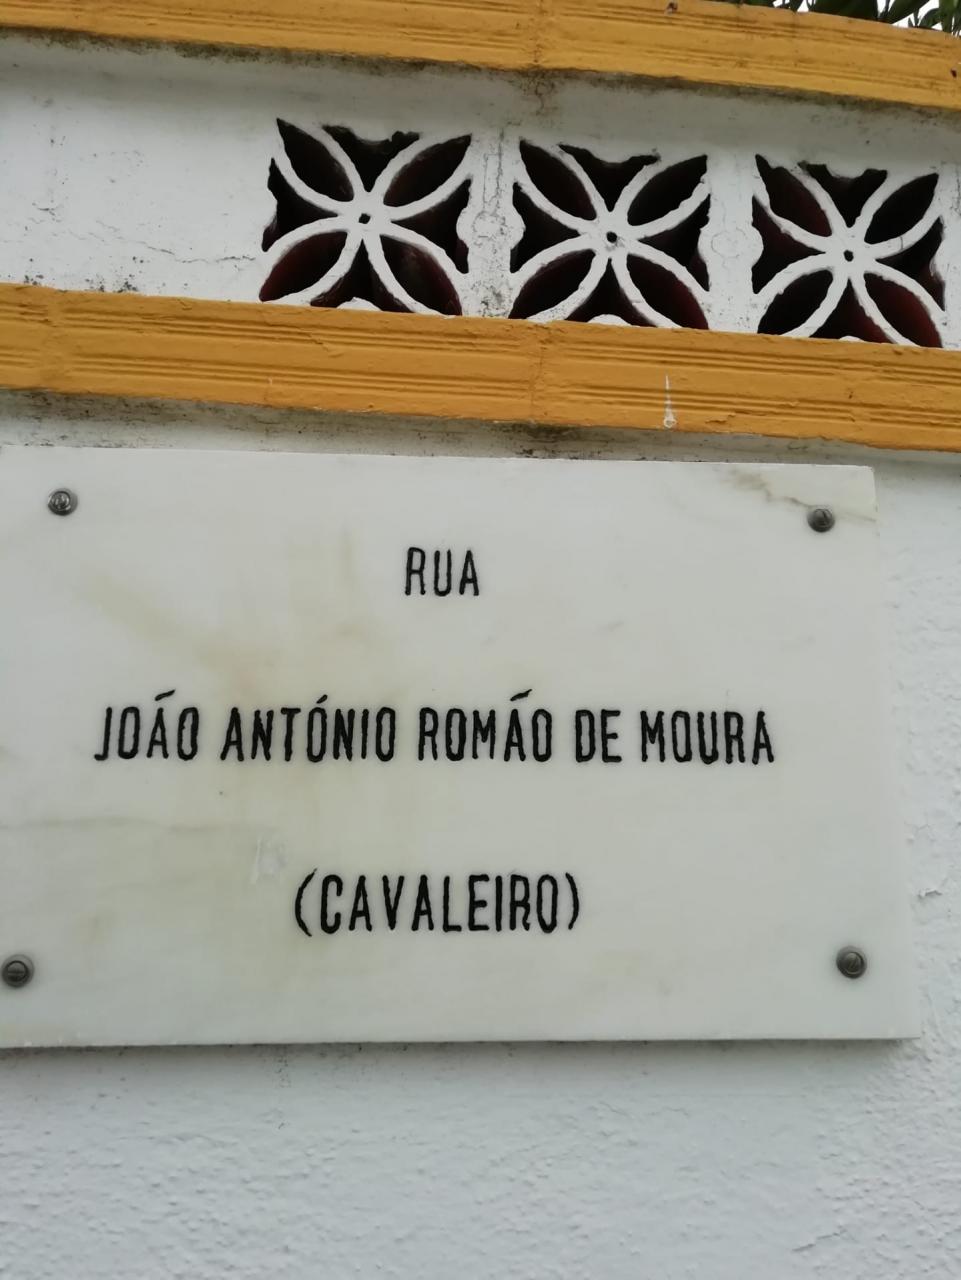 RUA
JOÃO ANTÓNIO ROMÃO DE MOURA
(CAVALEIRO)